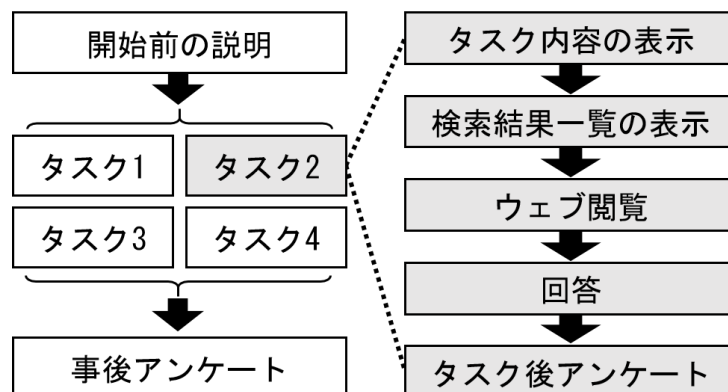 開始前の説明
タスク1
タスク2
タスク3
タスク4
事後アンケート
タスク内容の表示
検索結果一覧の表示
ウェブ閲覧
回答
タスク後アンケート